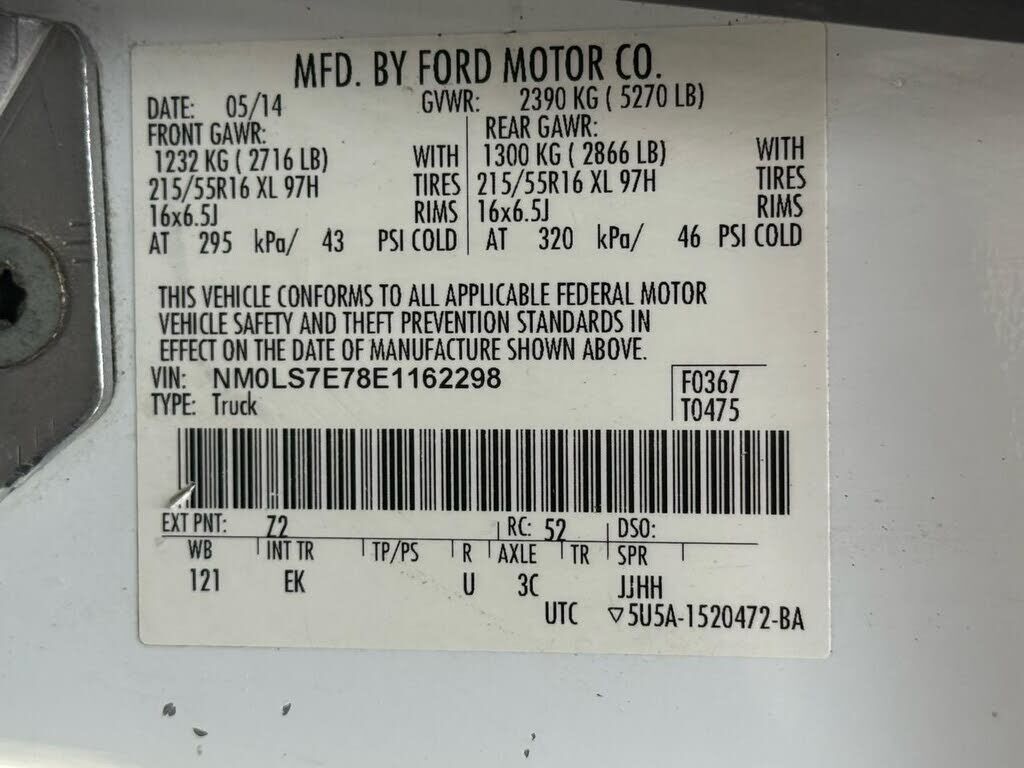 MFD. BY FORD MOTOR CO.
DATE: 05/14 GVWR: 2390 KG ( 5270 LB)
FRONT GAWR: REAR GAWR:
1232 KG ( 2716 LB) WITH 1300 KG ( 2866 LB) WITH
215/55R16 XL 97H TIRES 215/55R16 XL 97H TIRES
16x6.5J RIMS 16x6.5J RIMS
AT 295 kPa/ 43 PSI COLD AT 320 kPa/ 46 PSI COLD
THIS VEHICLE CONFORMS TO ALL APPLICABLE FEDERAL MOTOR
VEHICLE SAFETY AND THEFT PREVENTION STANDARDS IN
EFFECT ON THE DATE OF MANUFACTURE SHOWN ABOVE.
VIN: NM0LS7E78E1162298 F0367
TYPE: Truck T0475
EXT PNT: Z2 RC: 52 DSO:
WB INT TR TP/PS R AXLE TR SPR
121 EK U 3C JJHH
UTC ▽5U5A-1520472-BA